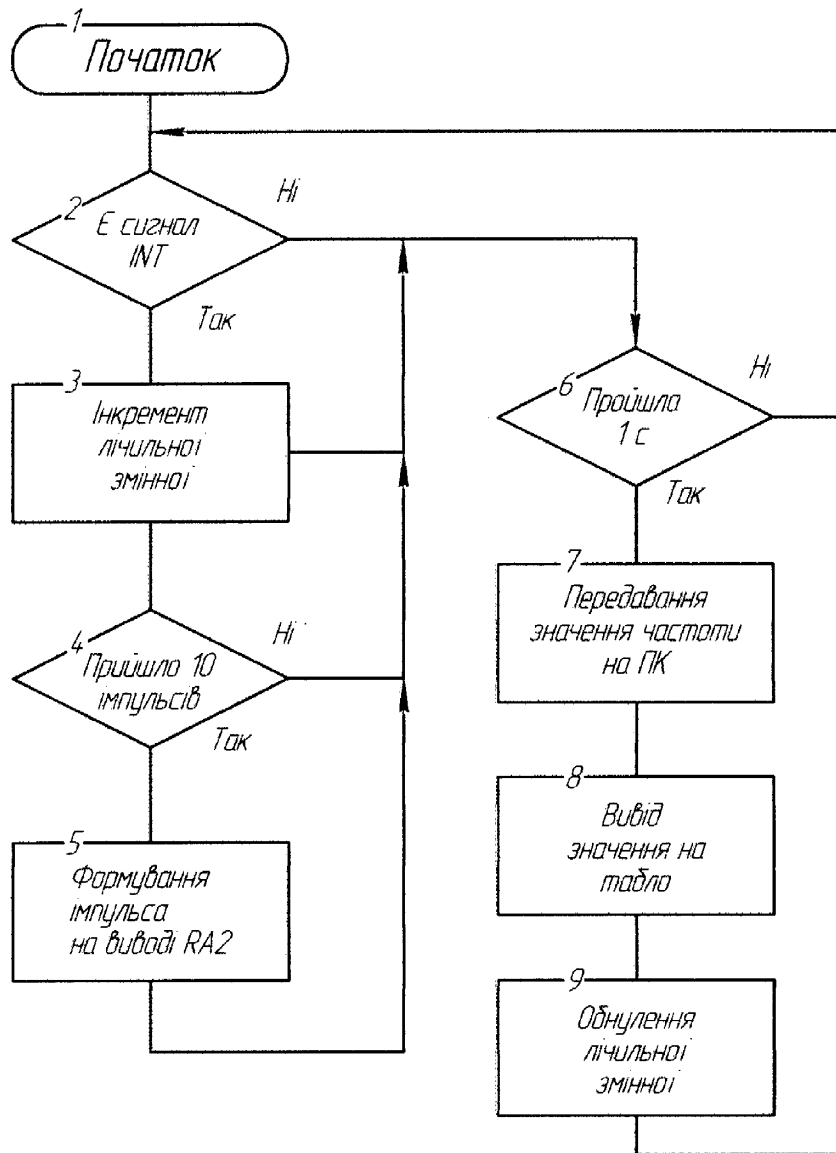 1
Початок
2
Ні
Є сигнал
INT
Так
3
Інкремент
лічильної
змінної
4
Ні
Прийшло 10
імпульсів
Так
5
Формування
імпульса
на виводі RA2
6
Ні
Пройшла
1 с
Так
7
Передавання
значення частоти
на ПК
8
Вивід
значення на
табло
9
Обнулення
лічильної
змінної